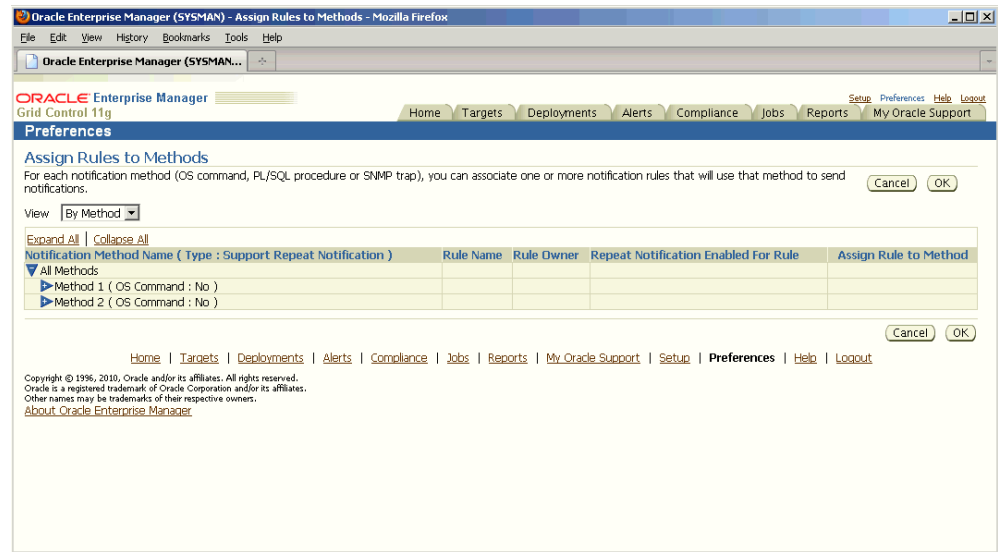 Oracle Enterprise Manager (SYSMAN) - Assign Rules to Methods - Mozilla Firefox
File Edit View History Bookmarks Tools Help
Oracle Enterprise Manager (SYSMAN...
ORACLE Enterprise Manager
Grid Control 11g
Setup Preferences Help Logout
Home Targets Deployments Alerts Compliance Jobs Reports My Oracle Support
Preferences
Assign Rules to Methods
For each notification method (OS command, PL/SQL procedure or SNMP trap), you can associate one or more notification rules that will use that method to send
notifications.
Cancel OK
View By Method
Expand All | Collapse All
Notification Method Name ( Type : Support Repeat Notification ) Rule Name Rule Owner Repeat Notification Enabled For Rule Assign Rule to Method
All Methods
Method 1 ( OS Command : No )
Method 2 ( OS Command : No )
Cancel OK
Home | Targets | Deployments | Alerts | Compliance | Jobs | Reports | My Oracle Support | Setup | Preferences | Help | Logout
Copyright © 1996, 2010, Oracle and/or its affiliates. All rights reserved.
Oracle is a registered trademark of Oracle Corporation and/or its affiliates.
Other names may be trademarks of their respective owners.
About Oracle Enterprise Manager